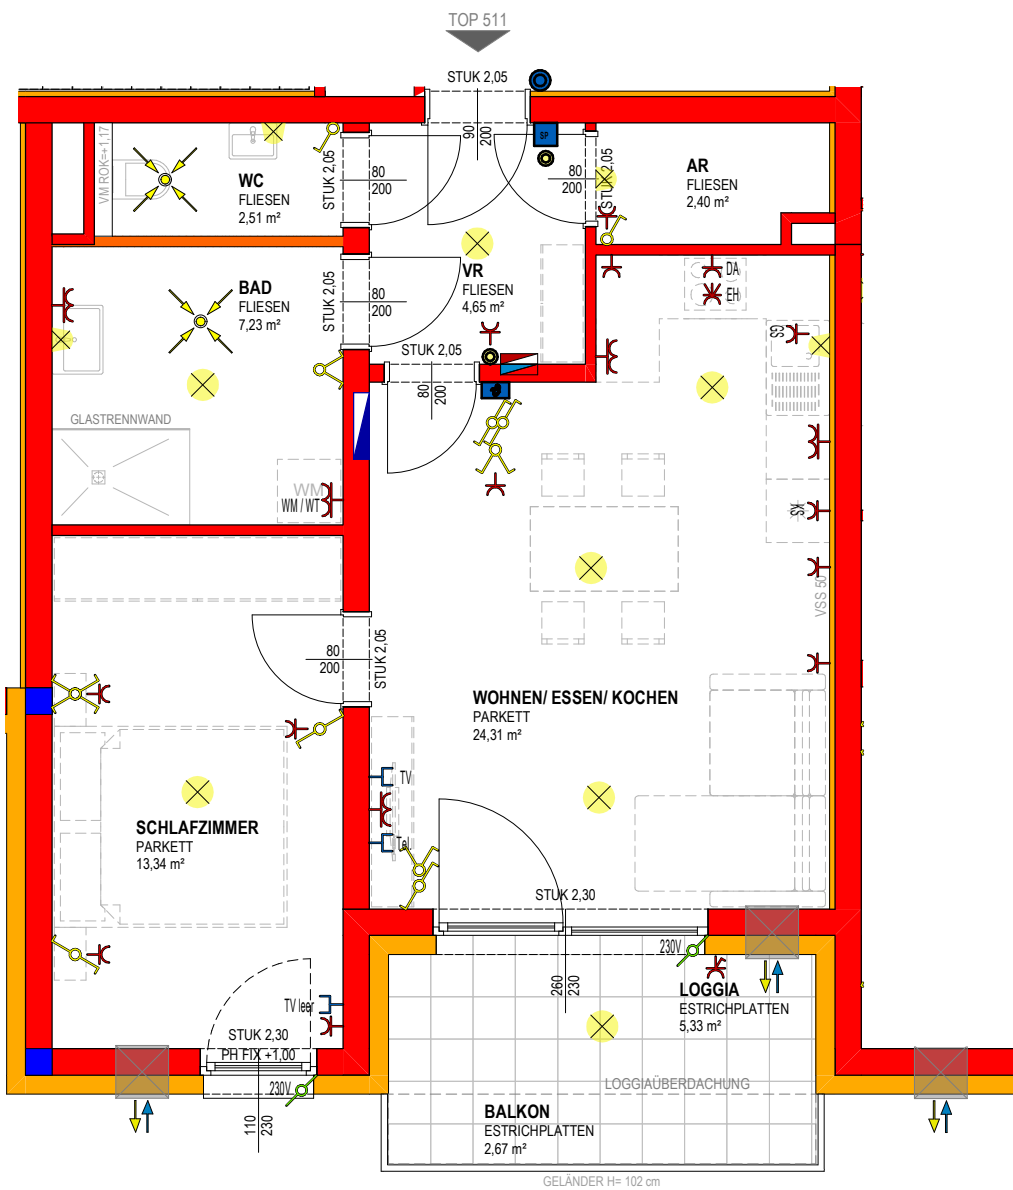 TOP 511
STUK 2,05
90
200
SP
VM ROK=+1,17
WC
FLIESEN
2,51 m²
STUK 2,05
80
200
80
200
STUK 2,05
AR
FLIESEN
2,40 m²
BAD
FLIESEN
7,23 m²
STUK 2,05
80
200
VR
FLIESEN
4,65 m²
DA
EH
GS
STUK 2,05
80
200
GLASTRENNWAND
WM
WM / WT
KS
VSS 50
80
200
STUK 2,05
WOHNEN/ ESSEN/ KOCHEN
PARKETT
24,31 m²
TV
Tel
SCHLAFZIMMER
PARKETT
13,34 m²
STUK 2,30
230V
260
230
LOGGIA
ESTRICHPLATTEN
5,33 m²
TV leer
STUK 2,30
PH FIX +1,00
230V
110
230
LOGGIAÜBERDACHUNG
BALKON
ESTRICHPLATTEN
2,67 m²
GELÄNDER H= 102 cm